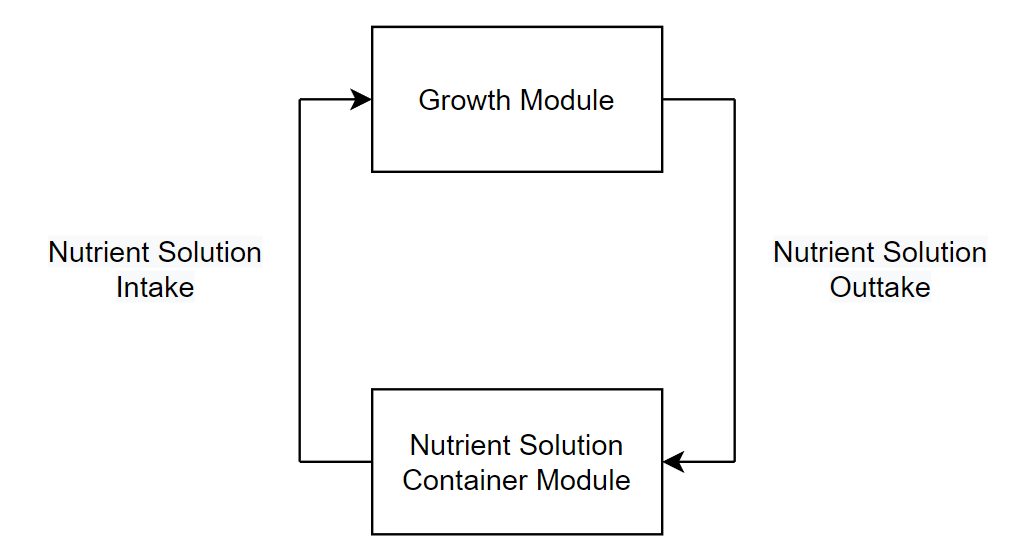 Growth Module
Nutrient Solution
Intake
Nutrient Solution
Outtake
Nutrient Solution
Container Module